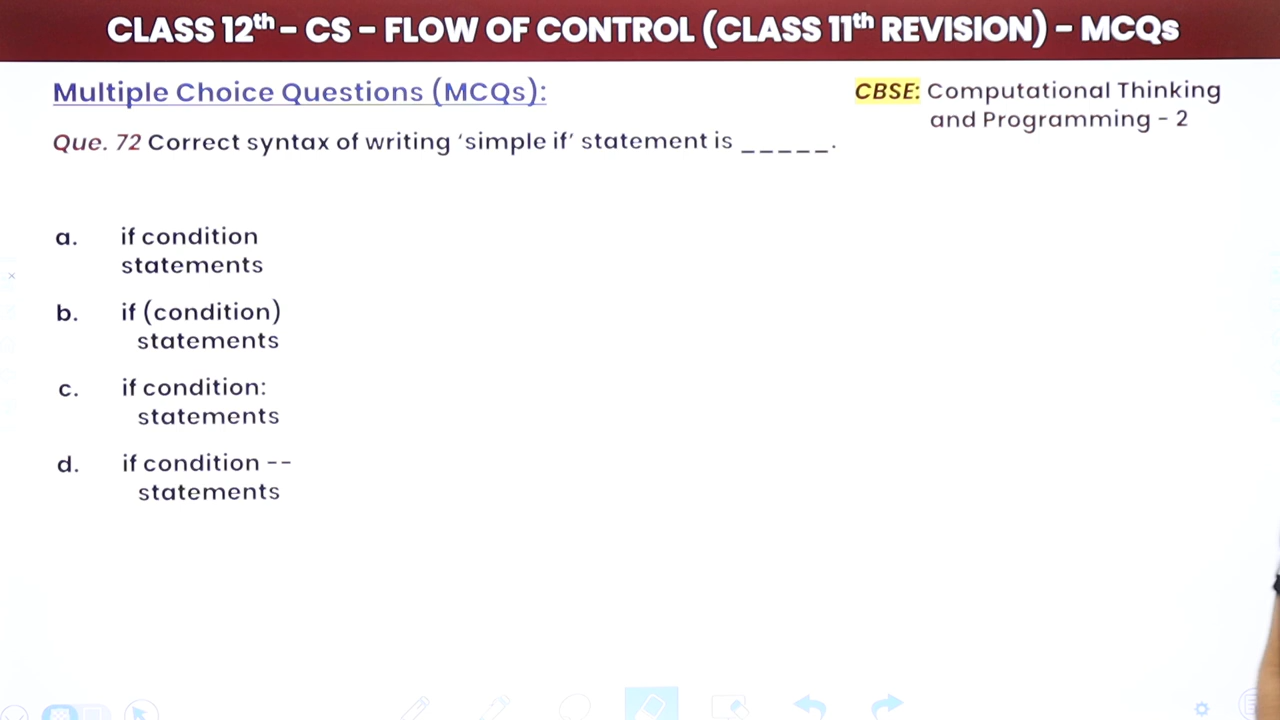 CLASS 12th - CS - FLOW OF CONTROL (CLASS 11th REVISION) - MCQs
Multiple Choice Questions (MCQs):
CBSE: Computational Thinking
and Programming - 2
Que. 72 Correct syntax of writing ‘simple if’ statement is _____.
a. if condition
statements
b. if (condition)
statements
c. if condition:
statements
d. if condition --
statements